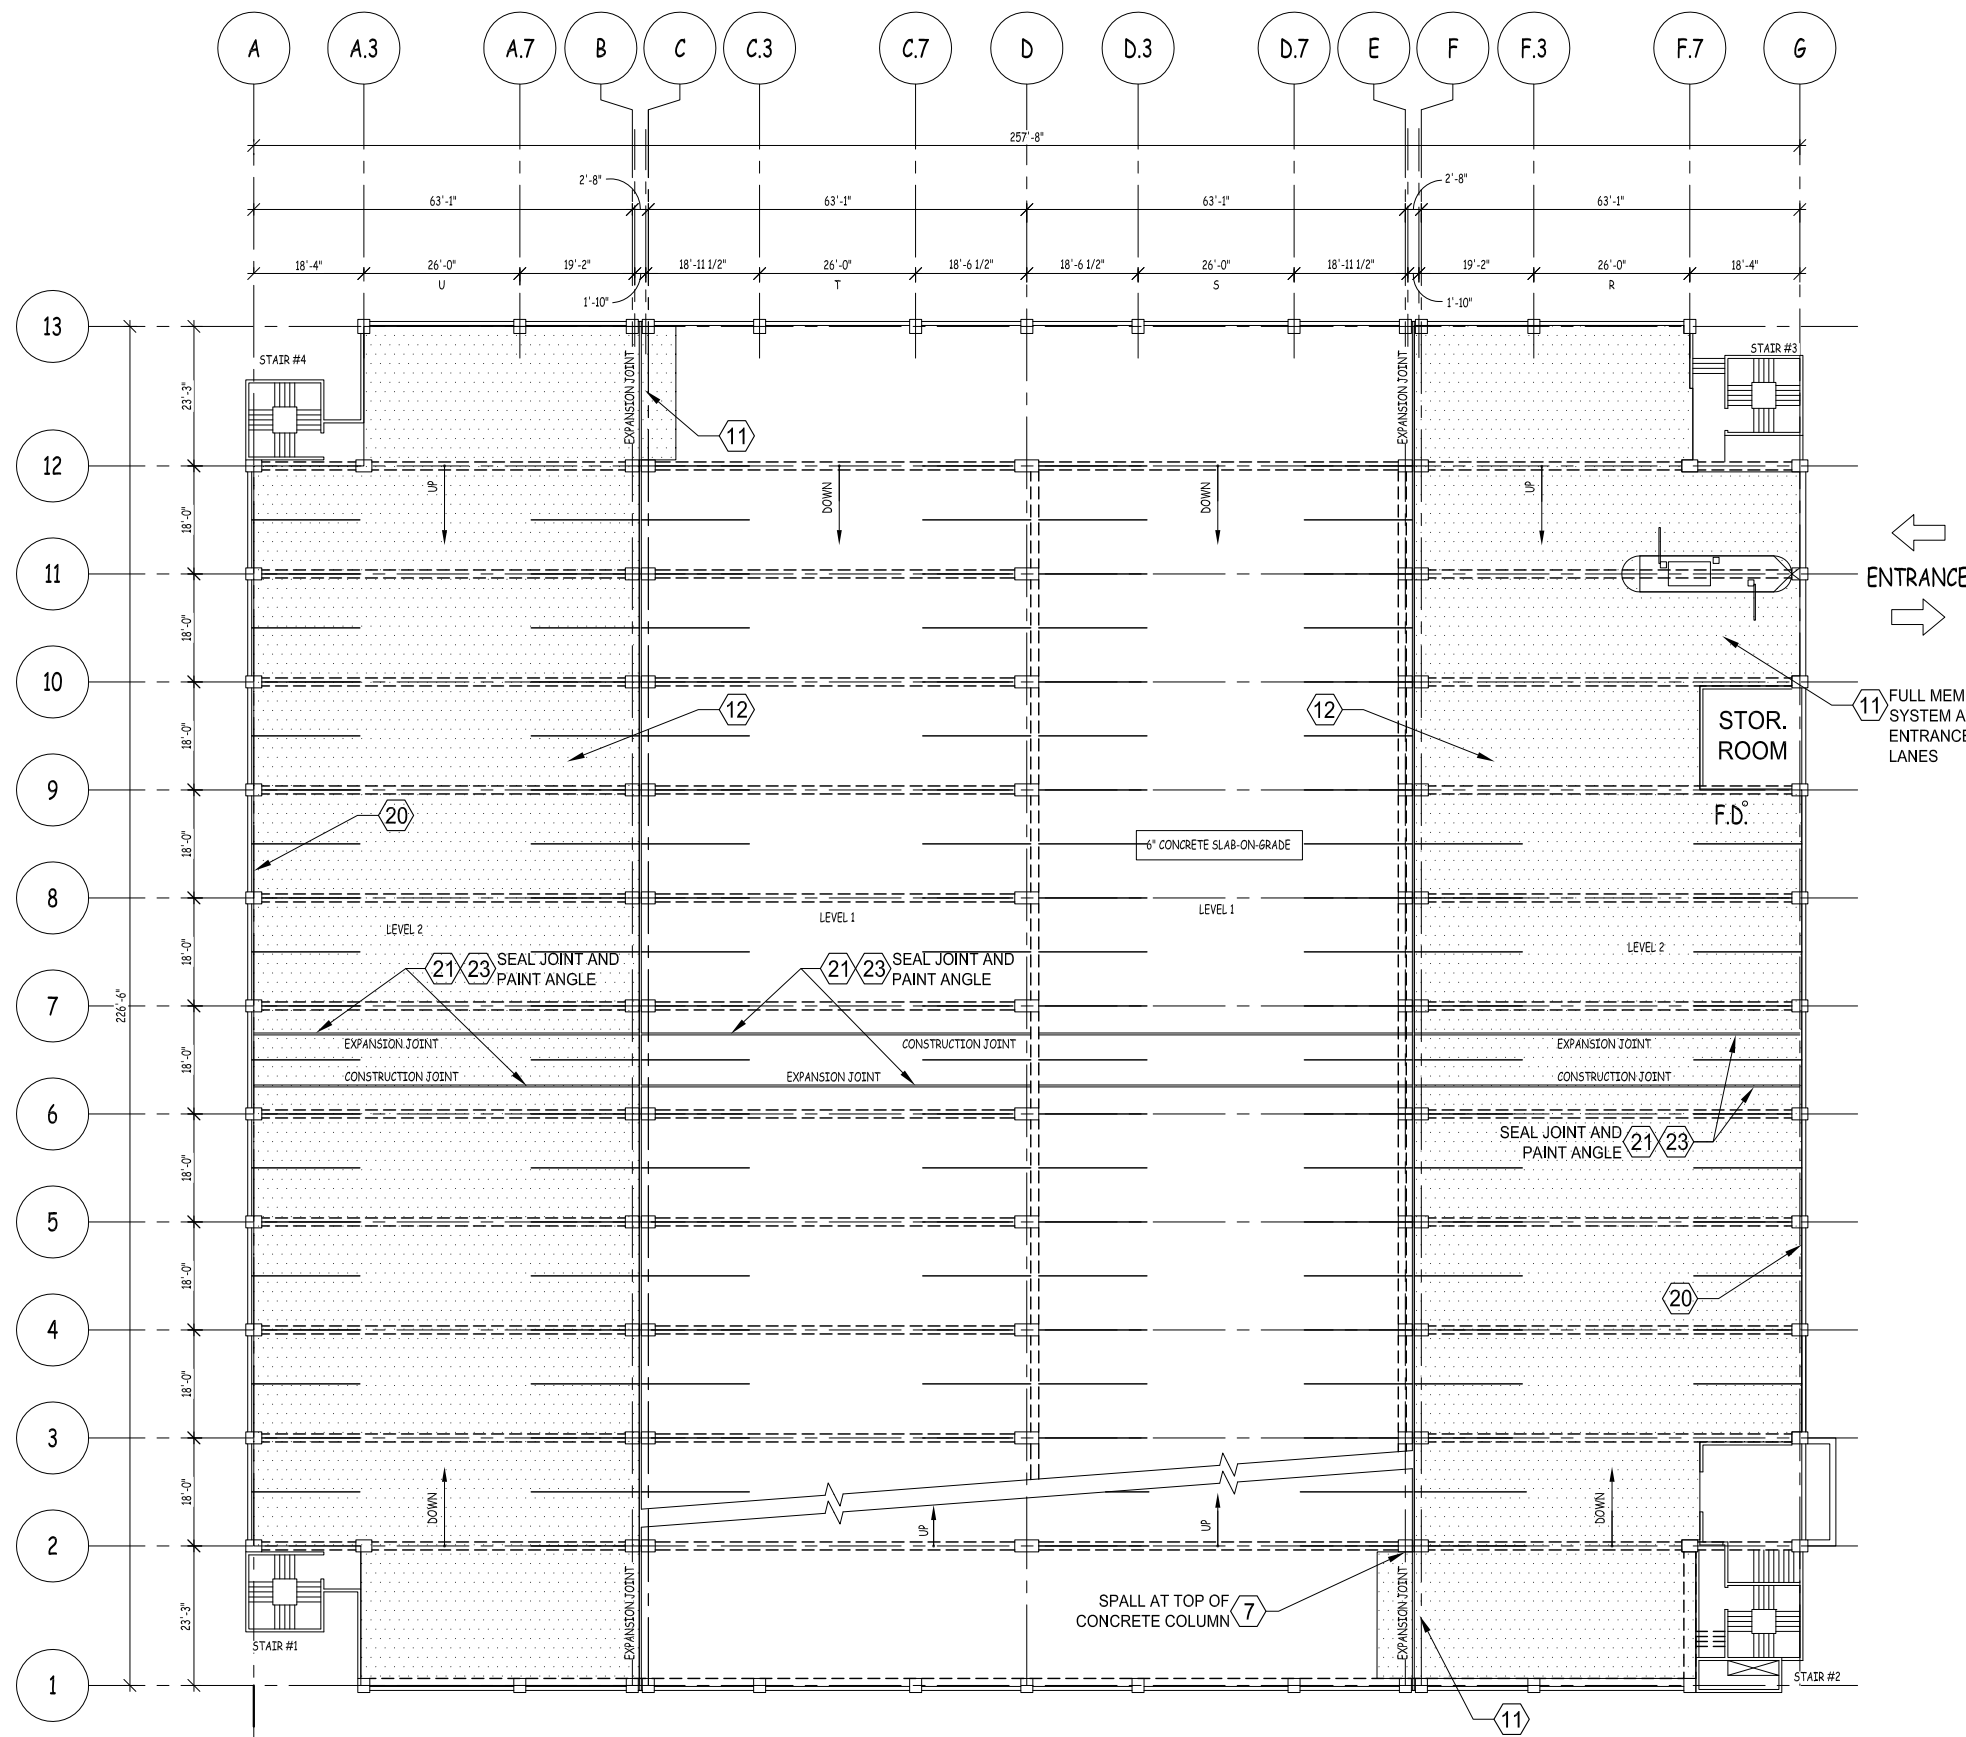 A
A.3
A.7
B
C
C.3
C.7
D
D.3
D.7
E
F
F.3
F.7
G
257'-8"
2'-8"
2'-8"
63'-1"
63'-1"
63'-1"
63'-1"
18'-4"
26'-0"
19'-2"
18'-11 1/2"
26'-0"
18'-6 1/2"
18'-6 1/2"
26'-0"
18'-11 1/2"
19'-2"
26'-0"
18'-4"
U
T
S
R
1'-10"
1'-10"
13
STAIR #4
EXPANSION JOINT
EXPANSION JOINT
STAIR #3
23'-3"
11
12
UP
DOWN
DOWN
UP
18'-0"
11
ENTRANCE
18'-0"
10
12
12
11
FULL MEM
SYSTEM A
ENTRANCE
LANES
STOR.
ROOM
18'-0"
9
20
F.D.
18'-0"
6" CONCRETE SLAB-ON-GRADE
8
LEVEL 2
LEVEL 1
LEVEL 1
LEVEL 2
18'-0"
21 23 SEAL JOINT AND
PAINT ANGLE
21 23 SEAL JOINT AND
PAINT ANGLE
7
226'-6"
EXPANSION JOINT
CONSTRUCTION JOINT
EXPANSION JOINT
18'-0"
CONSTRUCTION JOINT
EXPANSION JOINT
CONSTRUCTION JOINT
6
SEAL JOINT AND 21 23
PAINT ANGLE
18'-0"
5
18'-0"
20
4
18'-0"
3
18'-0"
DOWN
UP
UP
DOWN
2
EXPANSION JOINT
SPALL AT TOP OF
CONCRETE COLUMN
7
EXPANSION JOINT
23'-3"
STAIR #1
STAIR #2
1
11